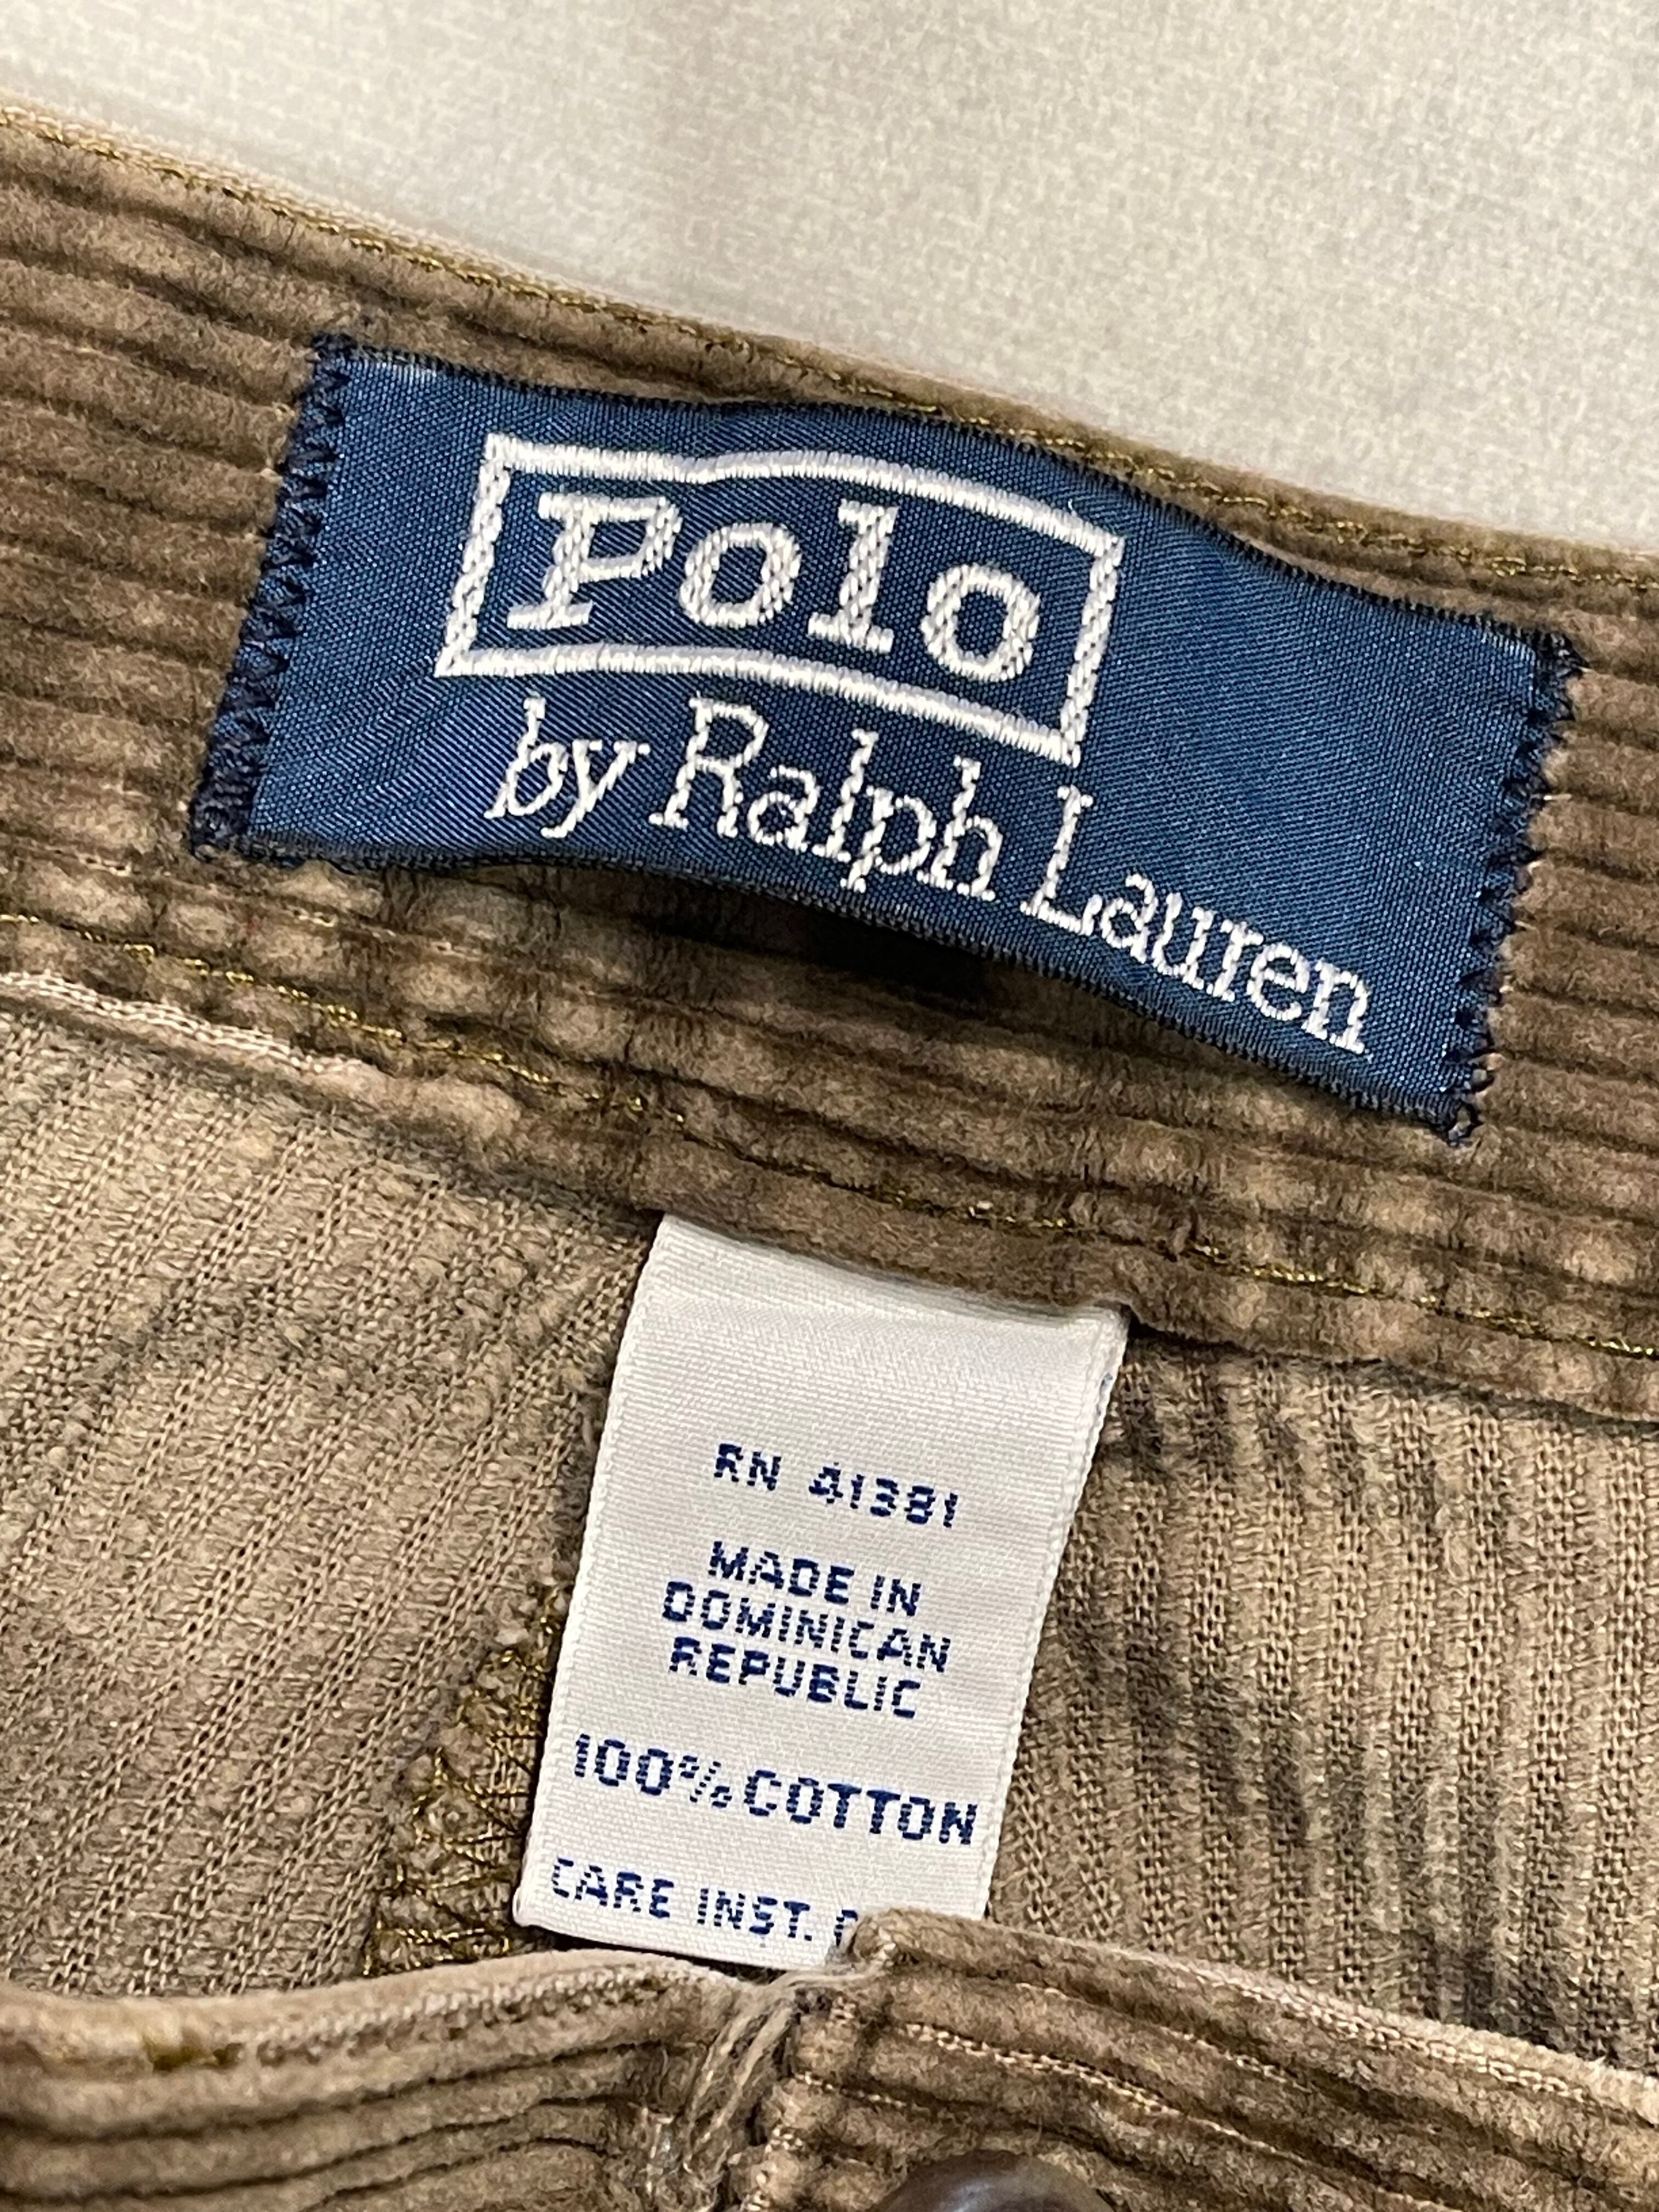 Polo
by Ralph Lauren
RN 41381
MADE IN
DOMINICAN
REPUBLIC
100% COTTON
CARE INST.